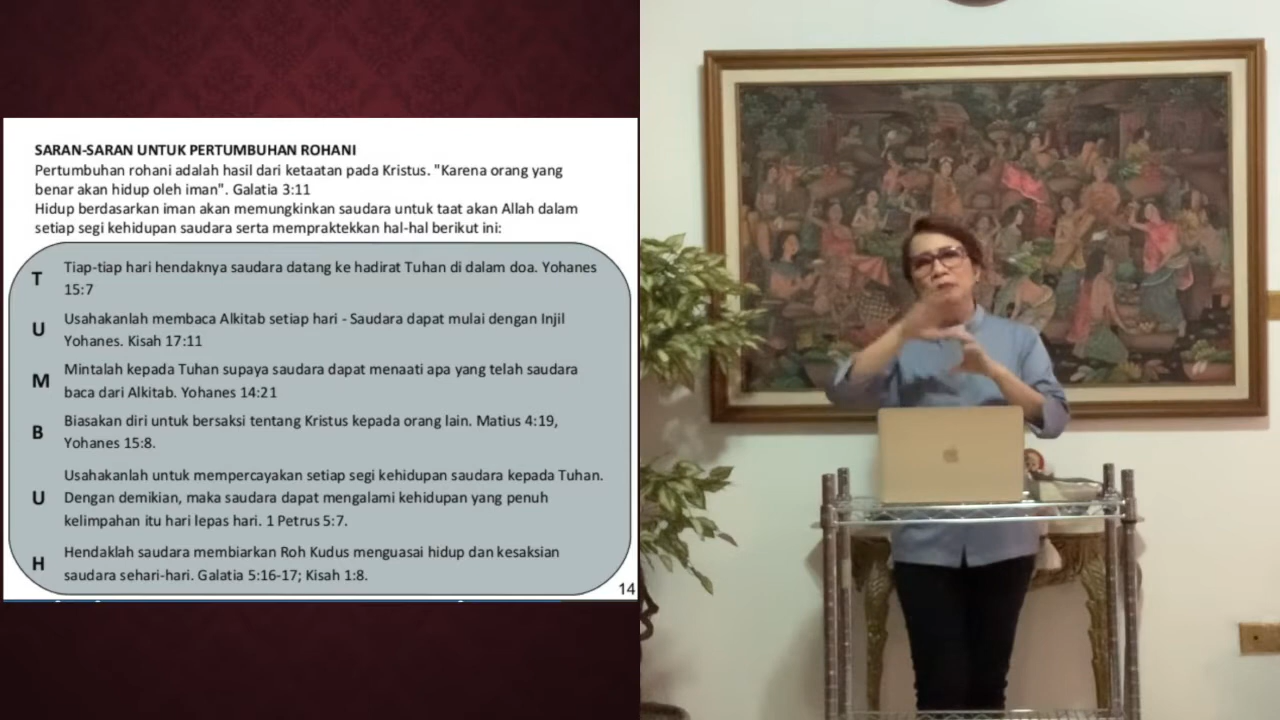 SARAN-SARAN UNTUK PERTUMBUHAN ROHANI
Pertumbuhan rohani adalah hasil dari ketaatan pada Kristus. "Karena orang yang
benar akan hidup oleh iman". Galatia 3:11
Hidup berdasarkan iman akan memungkinkan saudara untuk taat akan Allah dalam
setiap segi kehidupan saudara serta mempraktekkan hal-hal berikut ini:
T Tiap-tiap hari hendaknya saudara datang ke hadirat Tuhan di dalam doa. Yohanes
15:7
U Usahakanlah membaca Alkitab setiap hari - Saudara dapat mulai dengan Injil
Yohanes. Kisah 17:11
M Mintalah kepada Tuhan supaya saudara dapat menaati apa yang telah saudara
baca dari Alkitab. Yohanes 14:21
B Biasakan diri untuk bersaksi tentang Kristus kepada orang lain. Matius 4:19,
Yohanes 15:8.
Usahakanlah untuk mempercayakan setiap segi kehidupan saudara kepada Tuhan.
U Dengan demikian, maka saudara dapat mengalami kehidupan yang penuh
kelimpahan itu hari lepas hari. 1 Petrus 5:7.
H Hendaklah saudara membiarkan Roh Kudus menguasai hidup dan kesaksian
saudara sehari-hari. Galatia 5:16-17; Kisah 1:8.
14